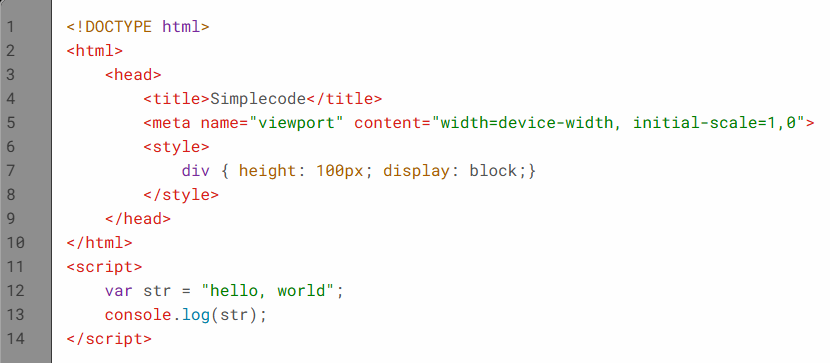 1 <!DOCTYPE html>
2 <html>
3 <head>
4 <title>Simplecode</title>
5 <meta name="viewport" content="width=device-width, initial-scale=1,0">
6 <style>
7 div { height: 100px; display: block;}
8 </style>
9 </head>
10 </html>
11 <script>
12 var str = "hello, world";
13 console.log(str);
14 </script>